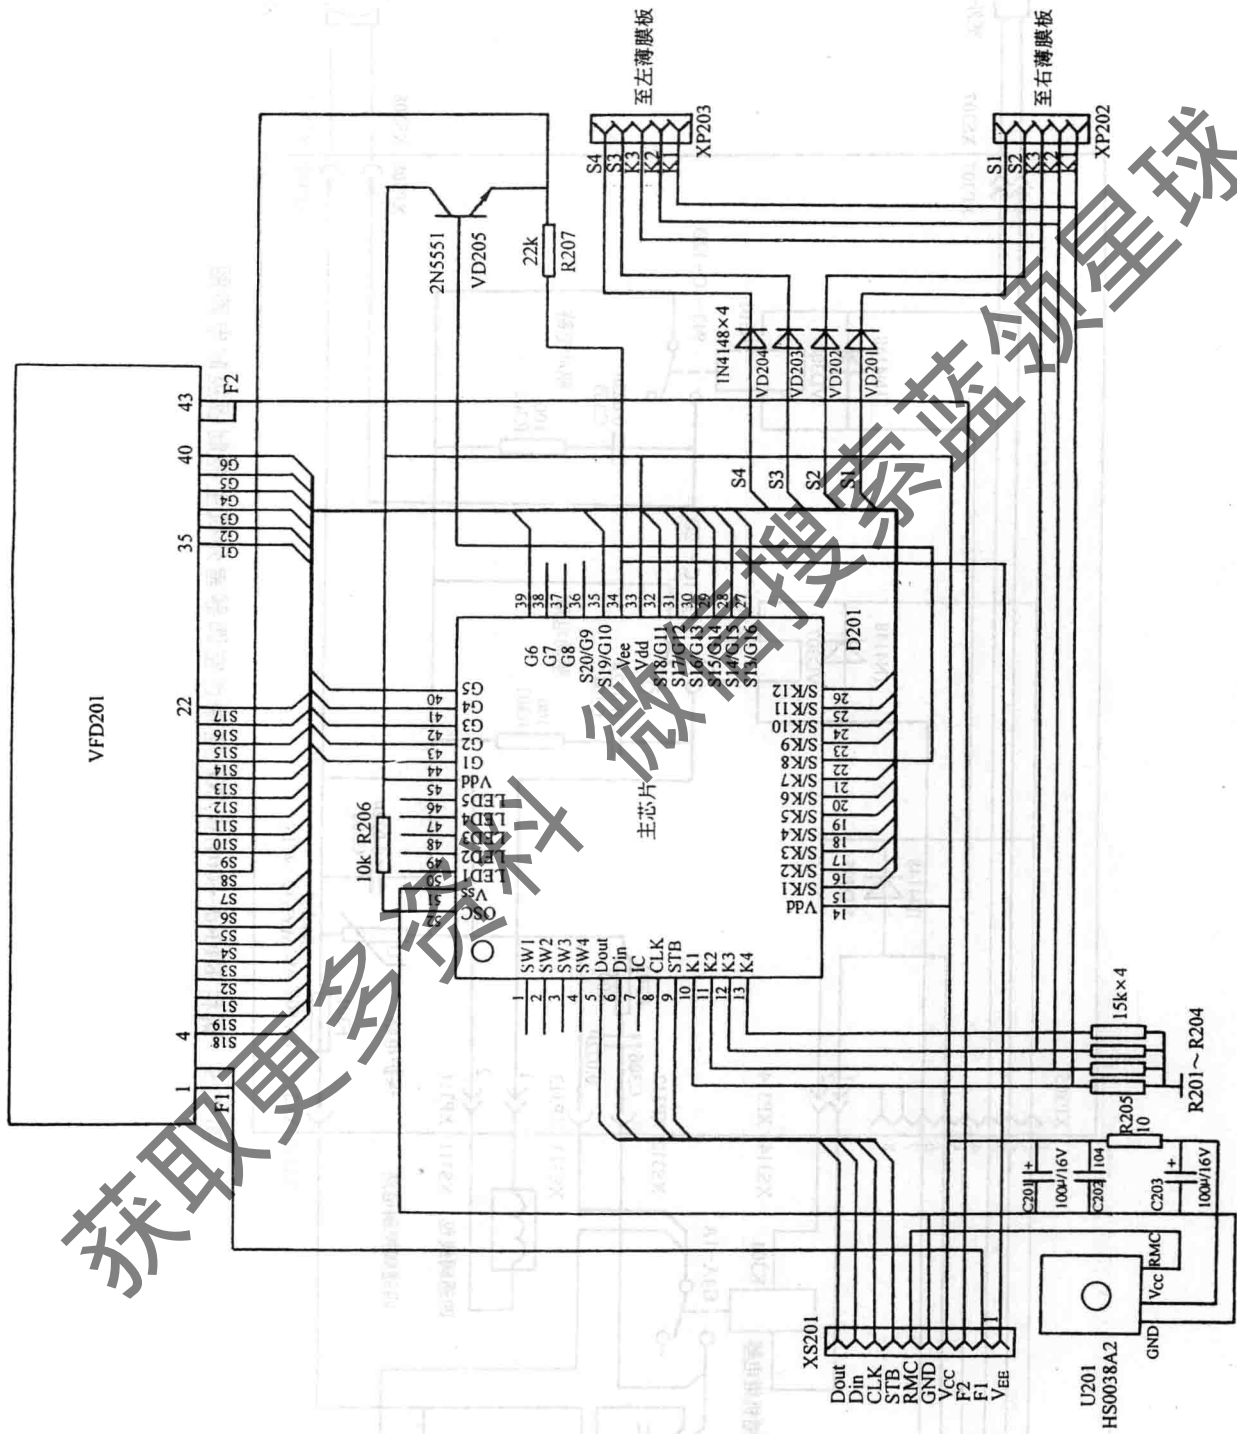 至左薄膜板
XP203
S4
S3
K3
K2
K1
至右薄膜板
XP202
S1
S2
K3
K2
K1
2N5551
VD205
22k
R207
1N4148×4
VD204
VD203
VD202
VD201
S4
S3
S2
S1
VFD201
43
F2
40
G6
G5
G4
G3
G2
G1
35
22
S17
S16
S15
S14
S13
S12
S11
S10
S9
S8
S7
S6
S5
S4
S3
S2
S1
S19
S18
4
1
F1
39
38
37
36
35
34
33
32
31
30
29
28
27
G6
G7
G8
S20/G9
S19/G10
Vee
Vdd
S18/G11
S17/G12
S16/G13
S15/G14
S14/G15
S13/G16
D201
主芯片
40 G5
41 G4
42 G3
43 G2
44 G1
45 Vdd
46 LED5
47 LED4
48 LED3
49 LED2
50 LED1
51 Vss
52 OSC
10k R206
S/K12 26
S/K11 25
S/K10 24
S/K9 23
S/K8 22
S/K7 21
S/K6 20
S/K5 19
S/K4 18
S/K3 17
S/K2 16
S/K1 15
Vdd 14
SW1
SW2
SW3
SW4
Dout
Din
IC
CLK
STB
K1
K2
K3
K4
1
2
3
4
5
6
7
8
9
10
11
12
13
15k×4
R201～R204
R205
10
C201
100μ/16V
C202
104
C203
100μ/16V
XS201
Dout
Din
CLK
STB
RMC
GND
VCC
F2
F1
VEE
1
RMC
VCC
GND
U201
HS0038A2
获取更多资料 微信搜索蓝领星球